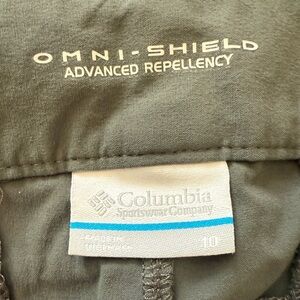 OMNI-SHIELD
ADVANCED REPELLENCY
Columbia
Sportswear Company
10